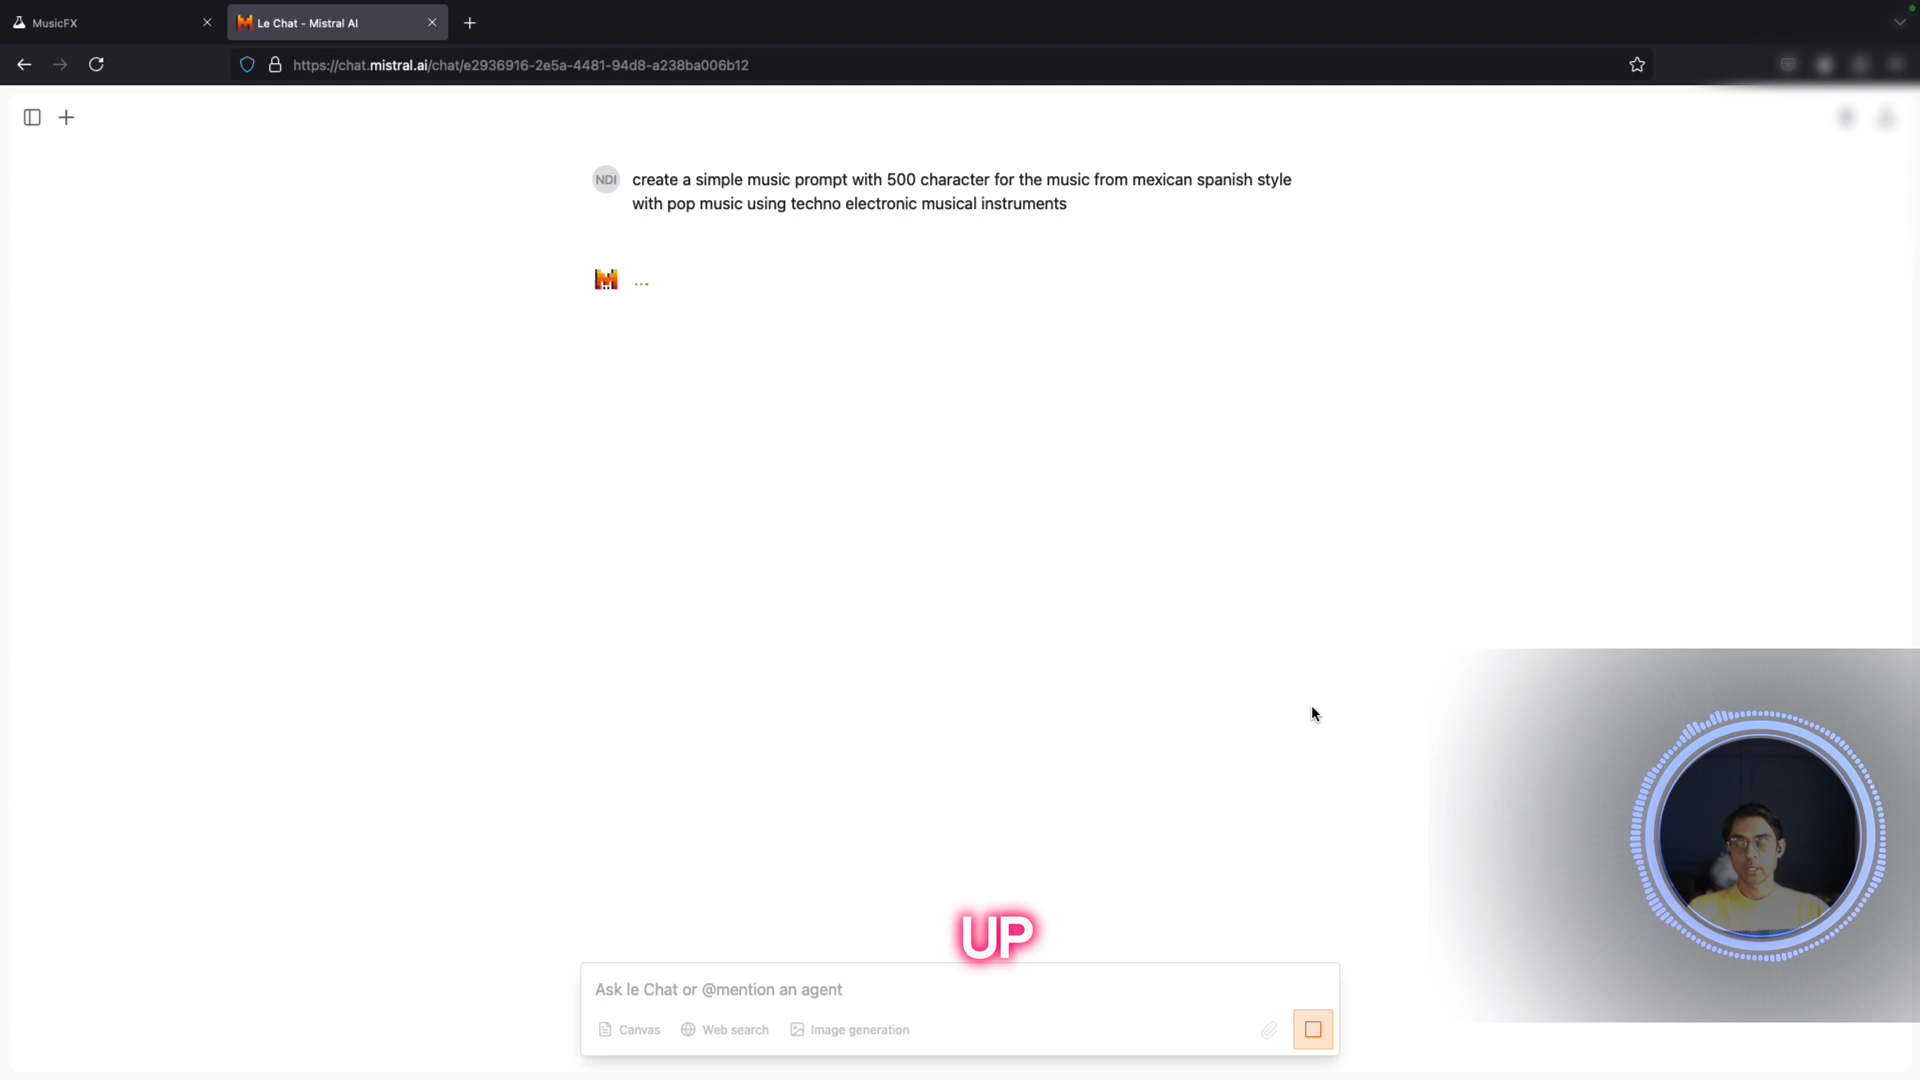 MusicFX
Le Chat - Mistral AI
https://chat.mistral.ai/chat/e2936916-2e5a-4481-94d8-a238ba006b12
NDI
create a simple music prompt with 500 character for the music from mexican spanish style
with pop music using techno electronic musical instruments
...
UP
Ask le Chat or @mention an agent
Canvas
Web search
Image generation